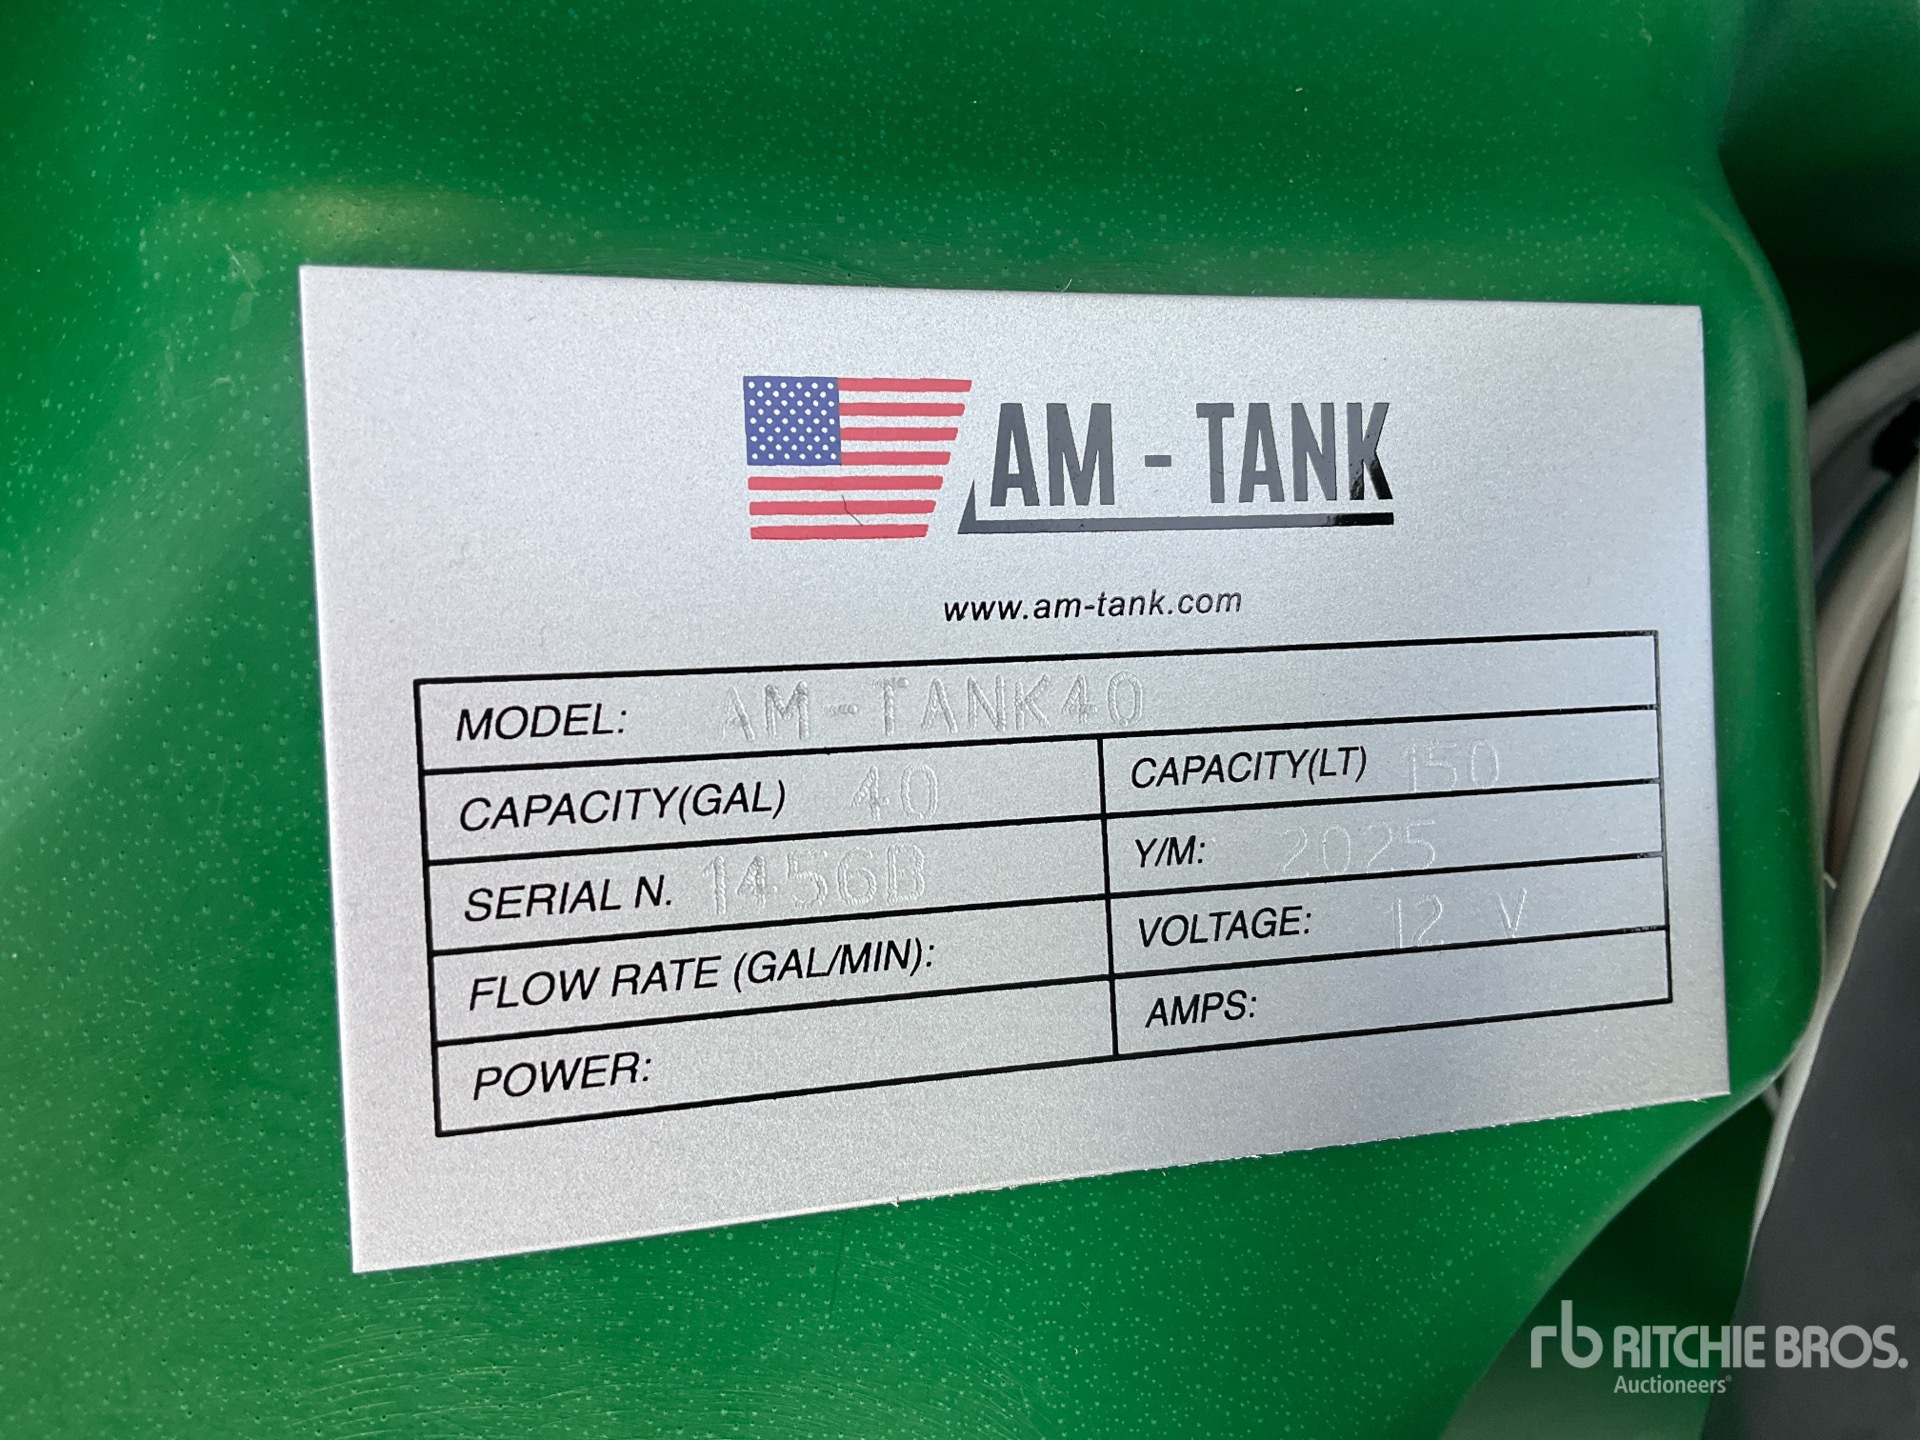 AM - TANK
www.am-tank.com
MODEL: AM-TANK40
CAPACITY(GAL) 40 CAPACITY(LT) 150
SERIAL N. 1456B Y/M: 2025
FLOW RATE (GAL/MIN): VOLTAGE: 12 V
POWER: AMPS:
rb RITCHIE BROS.
Auctioneers